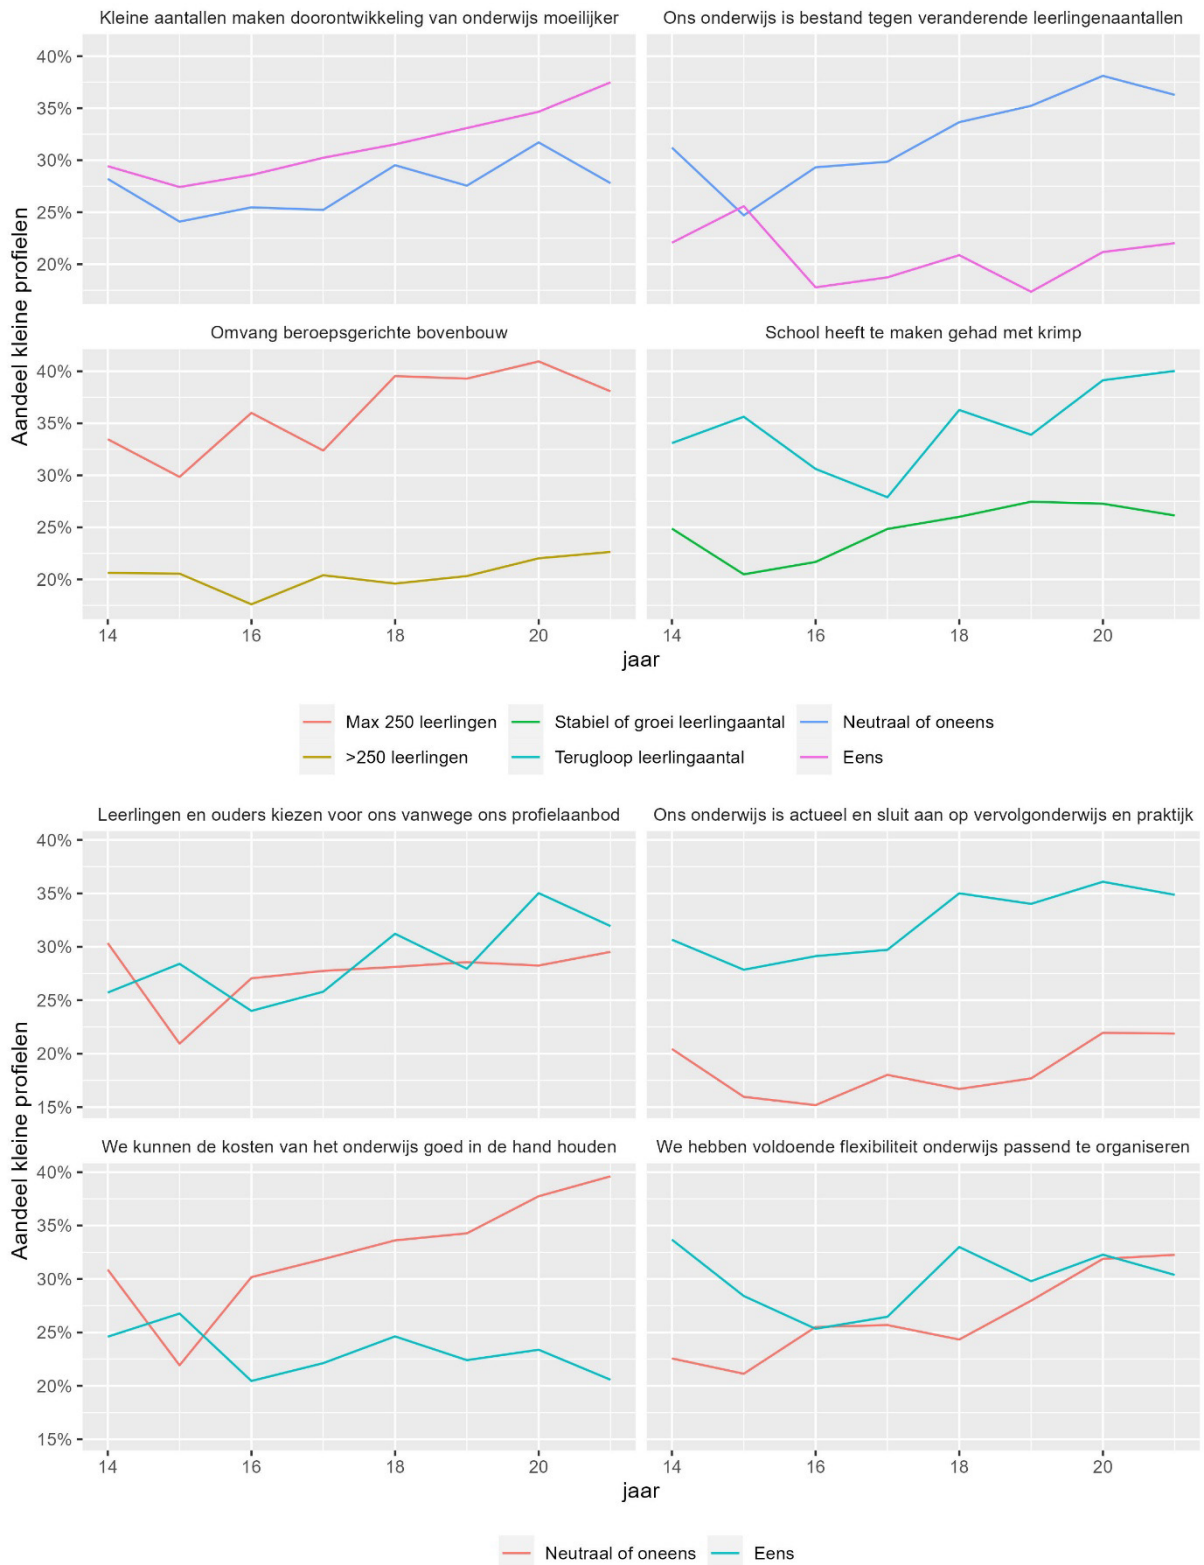 Kleine aantallen maken doorontwikkeling van onderwijs moeilijker
Ons onderwijs is bestand tegen veranderende leerlingenaantallen
40%
35%
30%
25%
20%
Omvang beroepsgerichte bovenbouw
School heeft te maken gehad met krimp
40%
35%
30%
25%
20%
Aandeel kleine profielen
14 16 18 20
14 16 18 20
jaar
Max 250 leerlingen
Stabiel of groei leerlingaantal
Neutraal of oneens
>250 leerlingen
Terugloop leerlingaantal
Eens
Leerlingen en ouders kiezen voor ons vanwege ons profielaanbod
Ons onderwijs is actueel en sluit aan op vervolgonderwijs en praktijk
40%
35%
30%
25%
20%
15%
We kunnen de kosten van het onderwijs goed in de hand houden
We hebben voldoende flexibiliteit onderwijs passend te organiseren
40%
35%
30%
25%
20%
15%
Aandeel kleine profielen
14 16 18 20
14 16 18 20
jaar
Neutraal of oneens
Eens